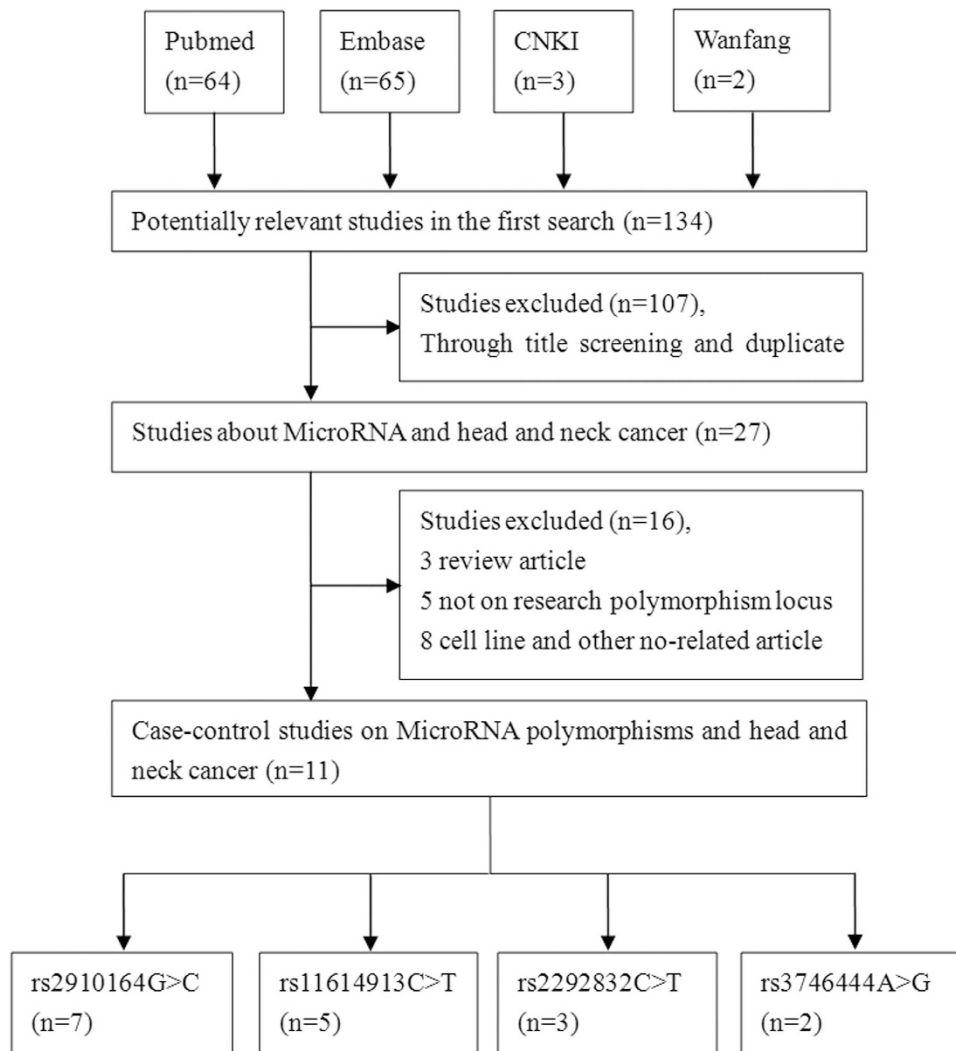 Pubmed
(n=64)
Embase
(n=65)
CNKI
(n=3)
Wanfang
(n=2)
Potentially relevant studies in the first search (n=134)
Studies excluded (n=107),
Through title screening and duplicate
Studies about MicroRNA and head and neck cancer (n=27)
Studies excluded (n=16),
3 review article
5 not on research polymorphism locus
8 cell line and other no-related article
Case-control studies on MicroRNA polymorphisms and head and
neck cancer (n=11)
rs2910164G>C
(n=7)
rs11614913C>T
(n=5)
rs2292832C>T
(n=3)
rs3746444A>G
(n=2)